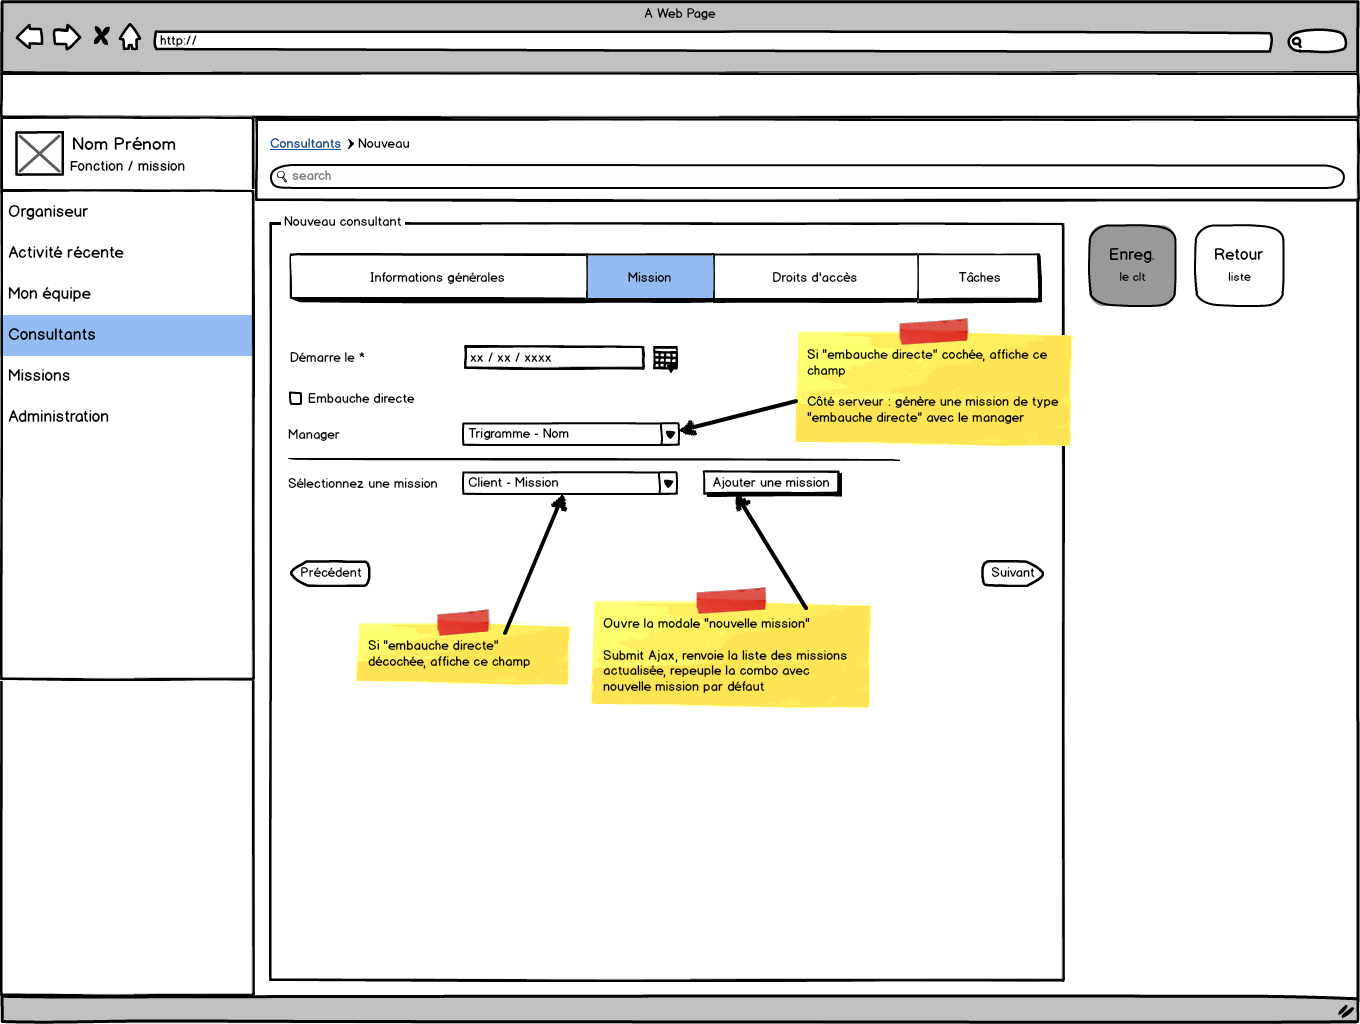 A Web Page
http://
Nom Prénom
Fonction / mission
Organiseur
Activité récente
Mon équipe
Consultants
Missions
Administration
Consultants Nouveau
search
Nouveau consultant
Informations générales
Mission
Droits d'accès
Tâches
Enreg.
le clt
Retour
liste
Démarre le *
xx / xx / xxxx
Embauche directe
Manager
Trigramme - Nom
Si "embauche directe" cochée, affiche ce
champ
Côté serveur : génère une mission de type
"embauche directe" avec le manager
Sélectionnez une mission
Client - Mission
Ajouter une mission
Précédent
Suivant
Si "embauche directe"
décochée, affiche ce champ
Ouvre la modale "nouvelle mission"
Submit Ajax, renvoie la liste des missions
actualisée, repeuple la combo avec
nouvelle mission par défaut